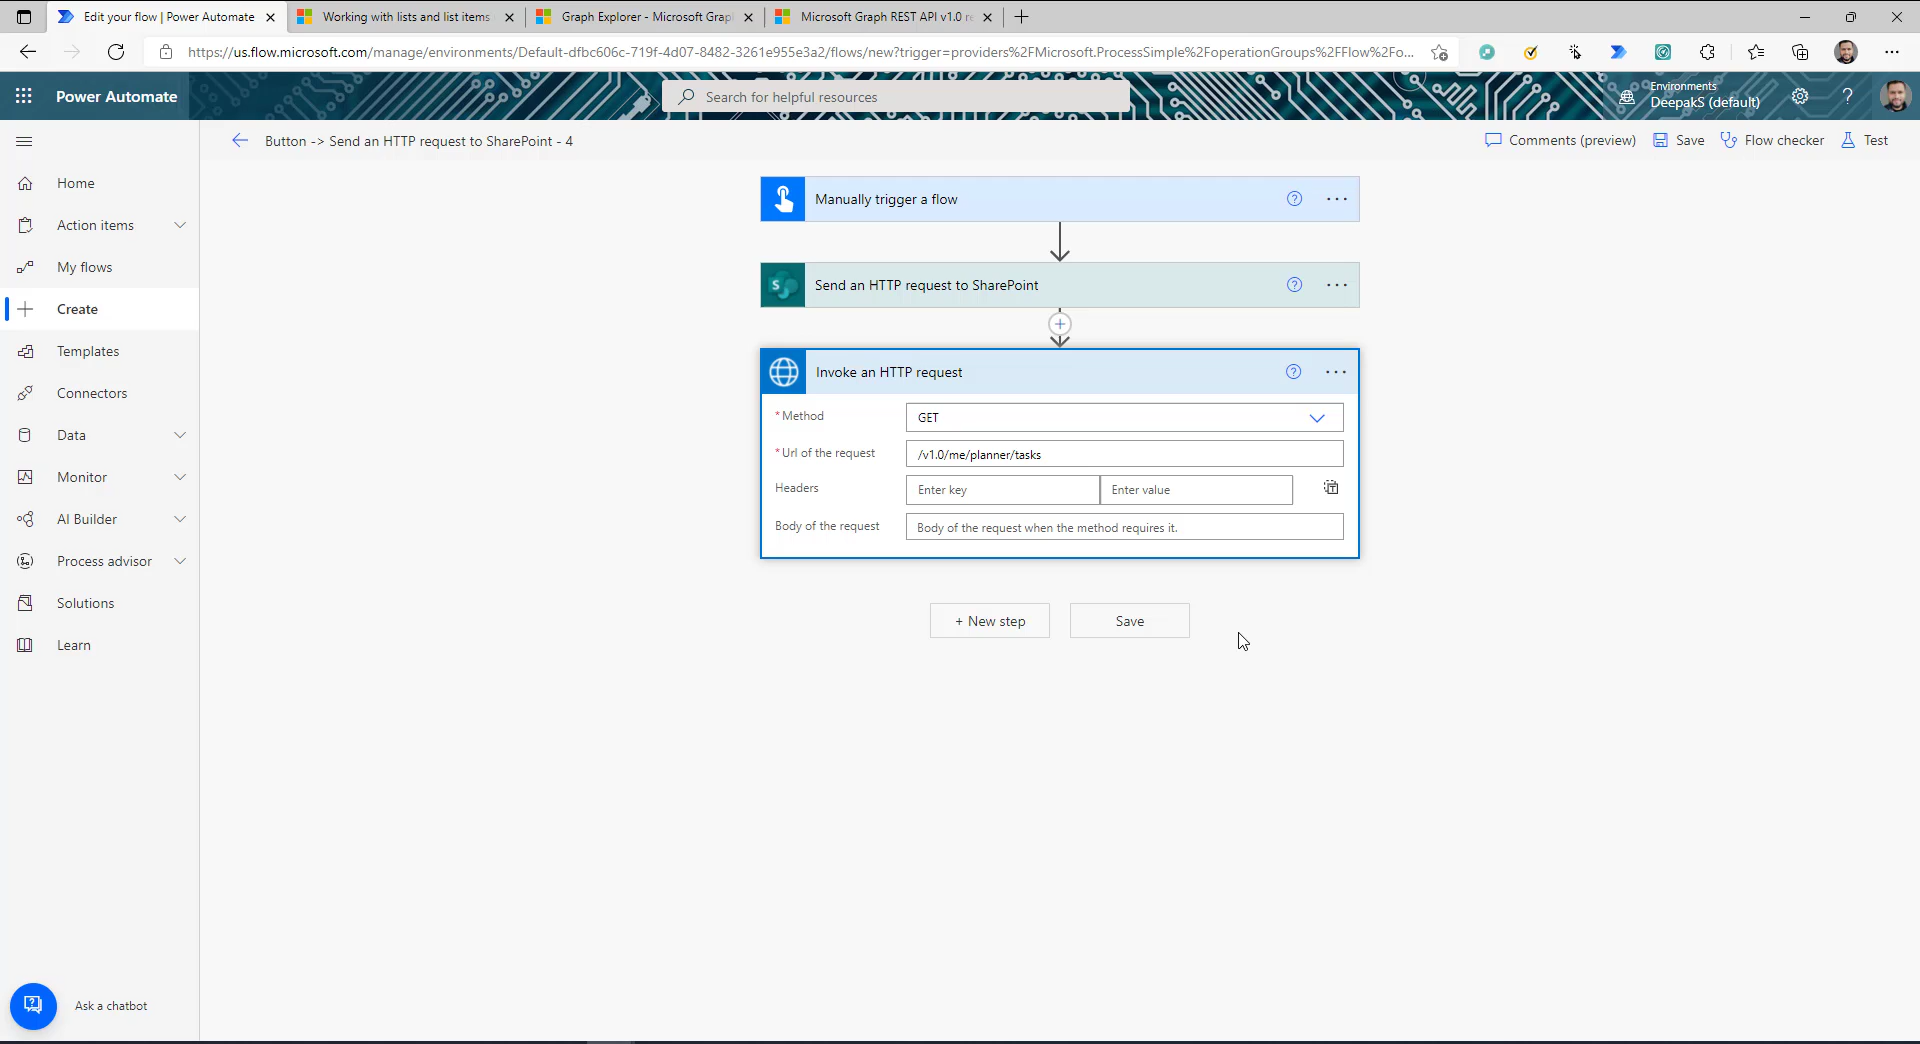 Edit your flow | Power Automate
Working with lists and list items
Graph Explorer - Microsoft Grap
Microsoft Graph REST API v1.0 re
https://us.flow.microsoft.com/manage/environments/Default-dfbc606c-719f-4d07-8482-3261e955e3a2/flows/new?trigger=providers%2FMicrosoft.ProcessSimple%2FoperationGroups%2FFlow%2Fo...
Power Automate
Search for helpful resources
Environments
DeepakS (default)
Button -> Send an HTTP request to SharePoint - 4
Comments (preview)
Save
Flow checker
Test
Home
Action items
My flows
Create
Templates
Connectors
Data
Monitor
AI Builder
Process advisor
Solutions
Learn
Ask a chatbot
Manually trigger a flow
Send an HTTP request to SharePoint
Invoke an HTTP request
* Method
GET
* Url of the request
/v1.0/me/planner/tasks
Headers
Enter key
Enter value
Body of the request
Body of the request when the method requires it.
+ New step
Save